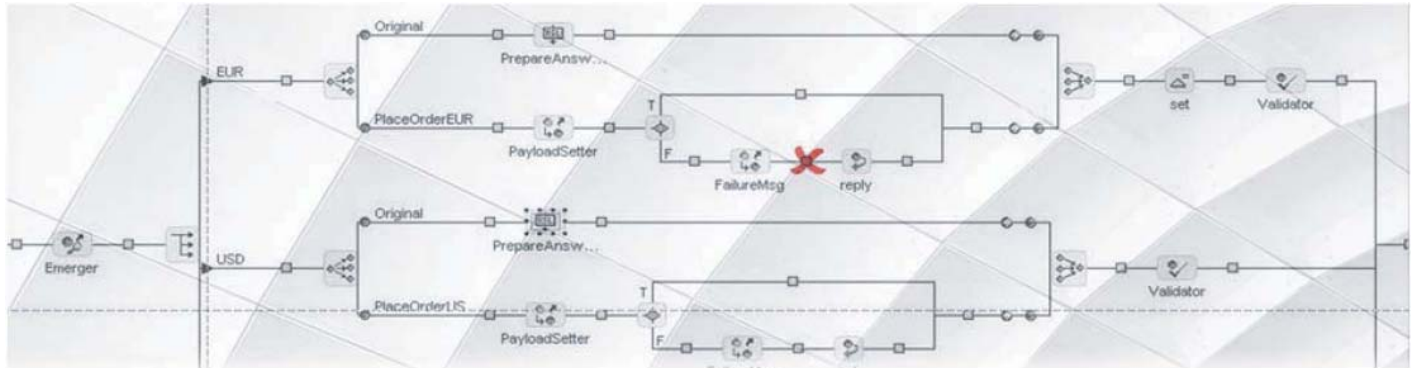 Original
PrepareAnsw...
EUR
PlaceOrderEUR
PayloadSetter
T
F
FailureMsg
reply
set
Validator
Original
PrepareAnsw...
Emerger
USD
PlaceOrderUS
PayloadSetter
T
F
Validator